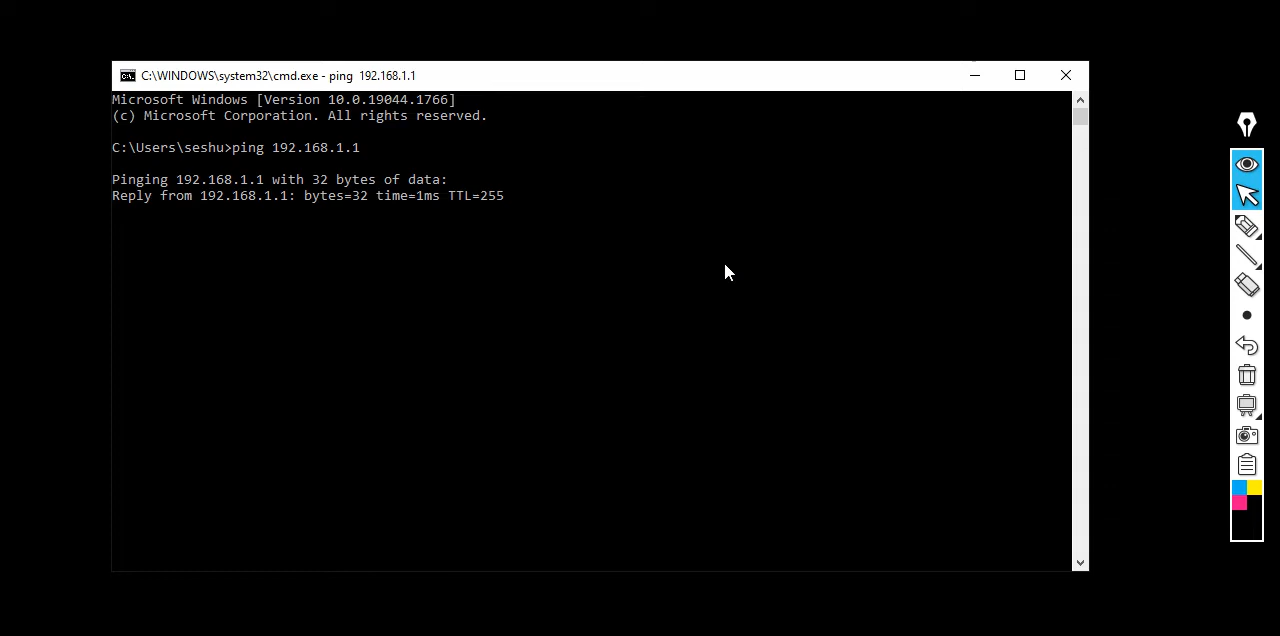 C:\WINDOWS\system32\cmd.exe - ping  192.168.1.1
Microsoft Windows [Version 10.0.19044.1766]
(c) Microsoft Corporation. All rights reserved.
C:\Users\seshu>ping 192.168.1.1
Pinging 192.168.1.1 with 32 bytes of data:
Reply from 192.168.1.1: bytes=32 time=1ms TTL=255